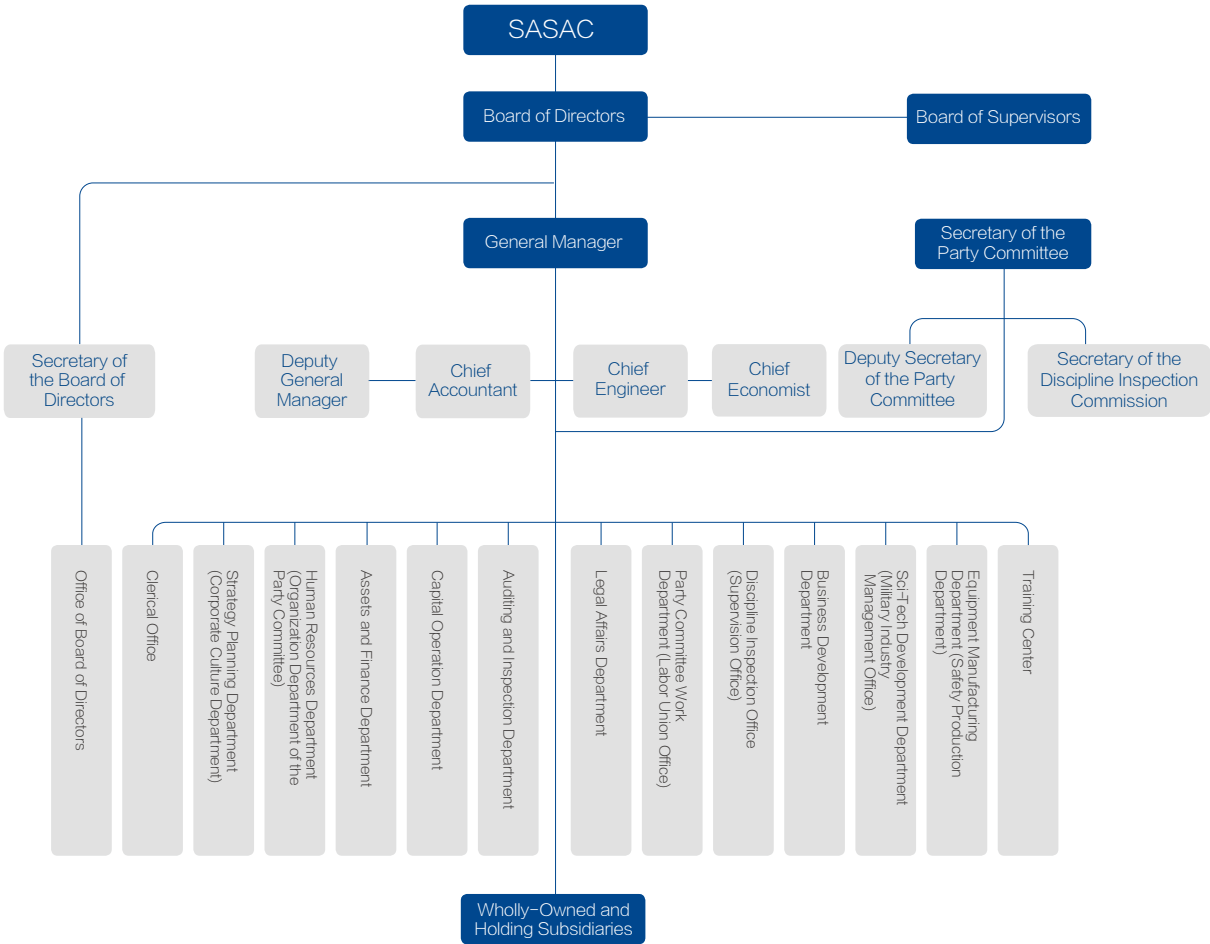 SASAC
Board of Directors
Board of Supervisors
General Manager
Secretary of the
Party Committee
Secretary of
the Board of
Directors
Deputy
General
Manager
Chief
Accountant
Chief
Engineer
Chief
Economist
Deputy Secretary
of the Party
Committee
Secretary of the
Discipline Inspection
Commission
Office of Board of Directors
Clerical Office
Strategy Planning Department
(Corporate Culture Department)
Human Resources Department
(Organization Department of the
Party Committee)
Assets and Finance Department
Capital Operation Department
Auditing and Inspection Department
Legal Affairs Department
Party Committee Work
Department (Labor Union Office)
Discipline Inspection Office
(Supervision Office)
Business Development
Department
Sci-Tech Development Department
(Military Industry
Management Office)
Equipment Manufacturing
Department (Safety Production
Department)
Training Center
Wholly-Owned and
Holding Subsidiaries